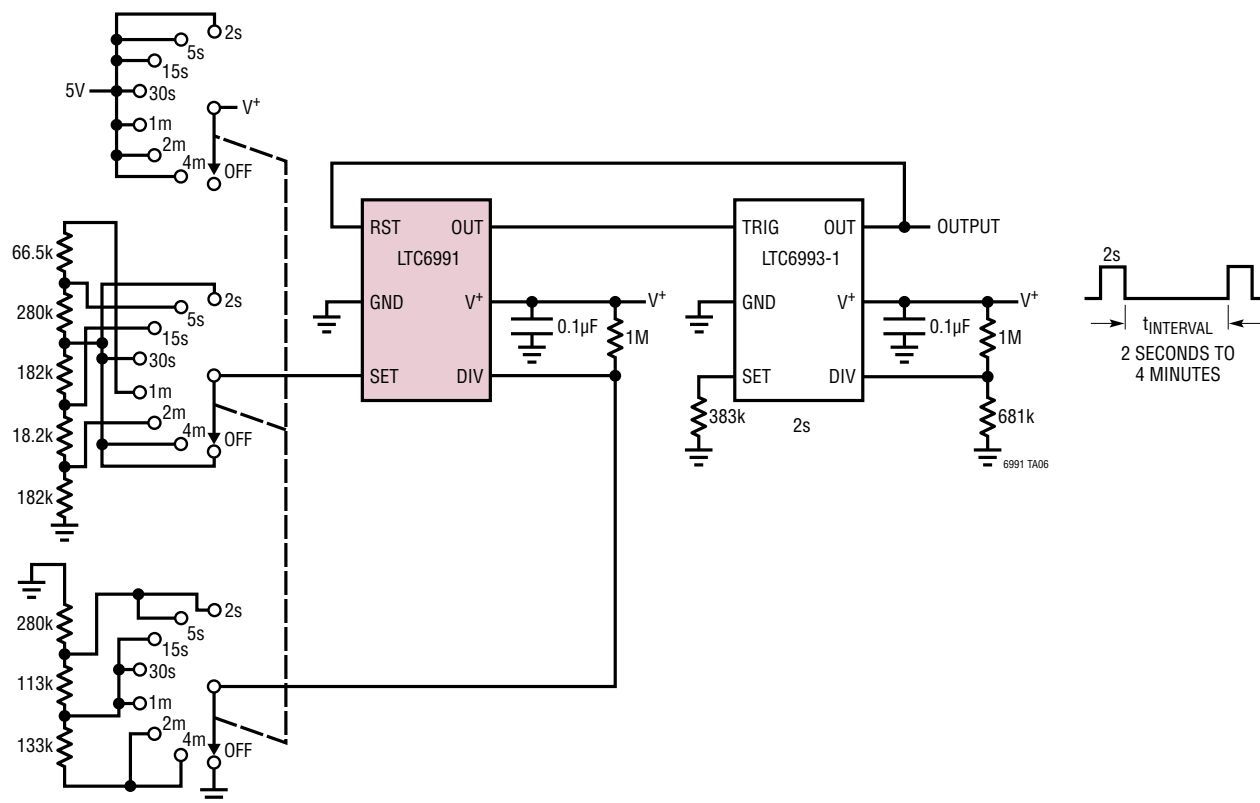 2s
5s
15s
5V
30s
V+
1m
2m
4m
OFF
66.5k
280k
182k
18.2k
182k
2s
5s
15s
30s
1m
2m
4m
OFF
280k
113k
133k
2s
5s
15s
30s
1m
2m
4m
OFF
RST OUT
LTC6991
GND V+
SET DIV
0.1µF
1M
V+
TRIG OUT
LTC6993-1
GND V+
SET DIV
2s
383k
OUTPUT
V+
0.1µF
1M
681k
6991 TA06
2s
tINTERVAL
2 SECONDS TO
4 MINUTES